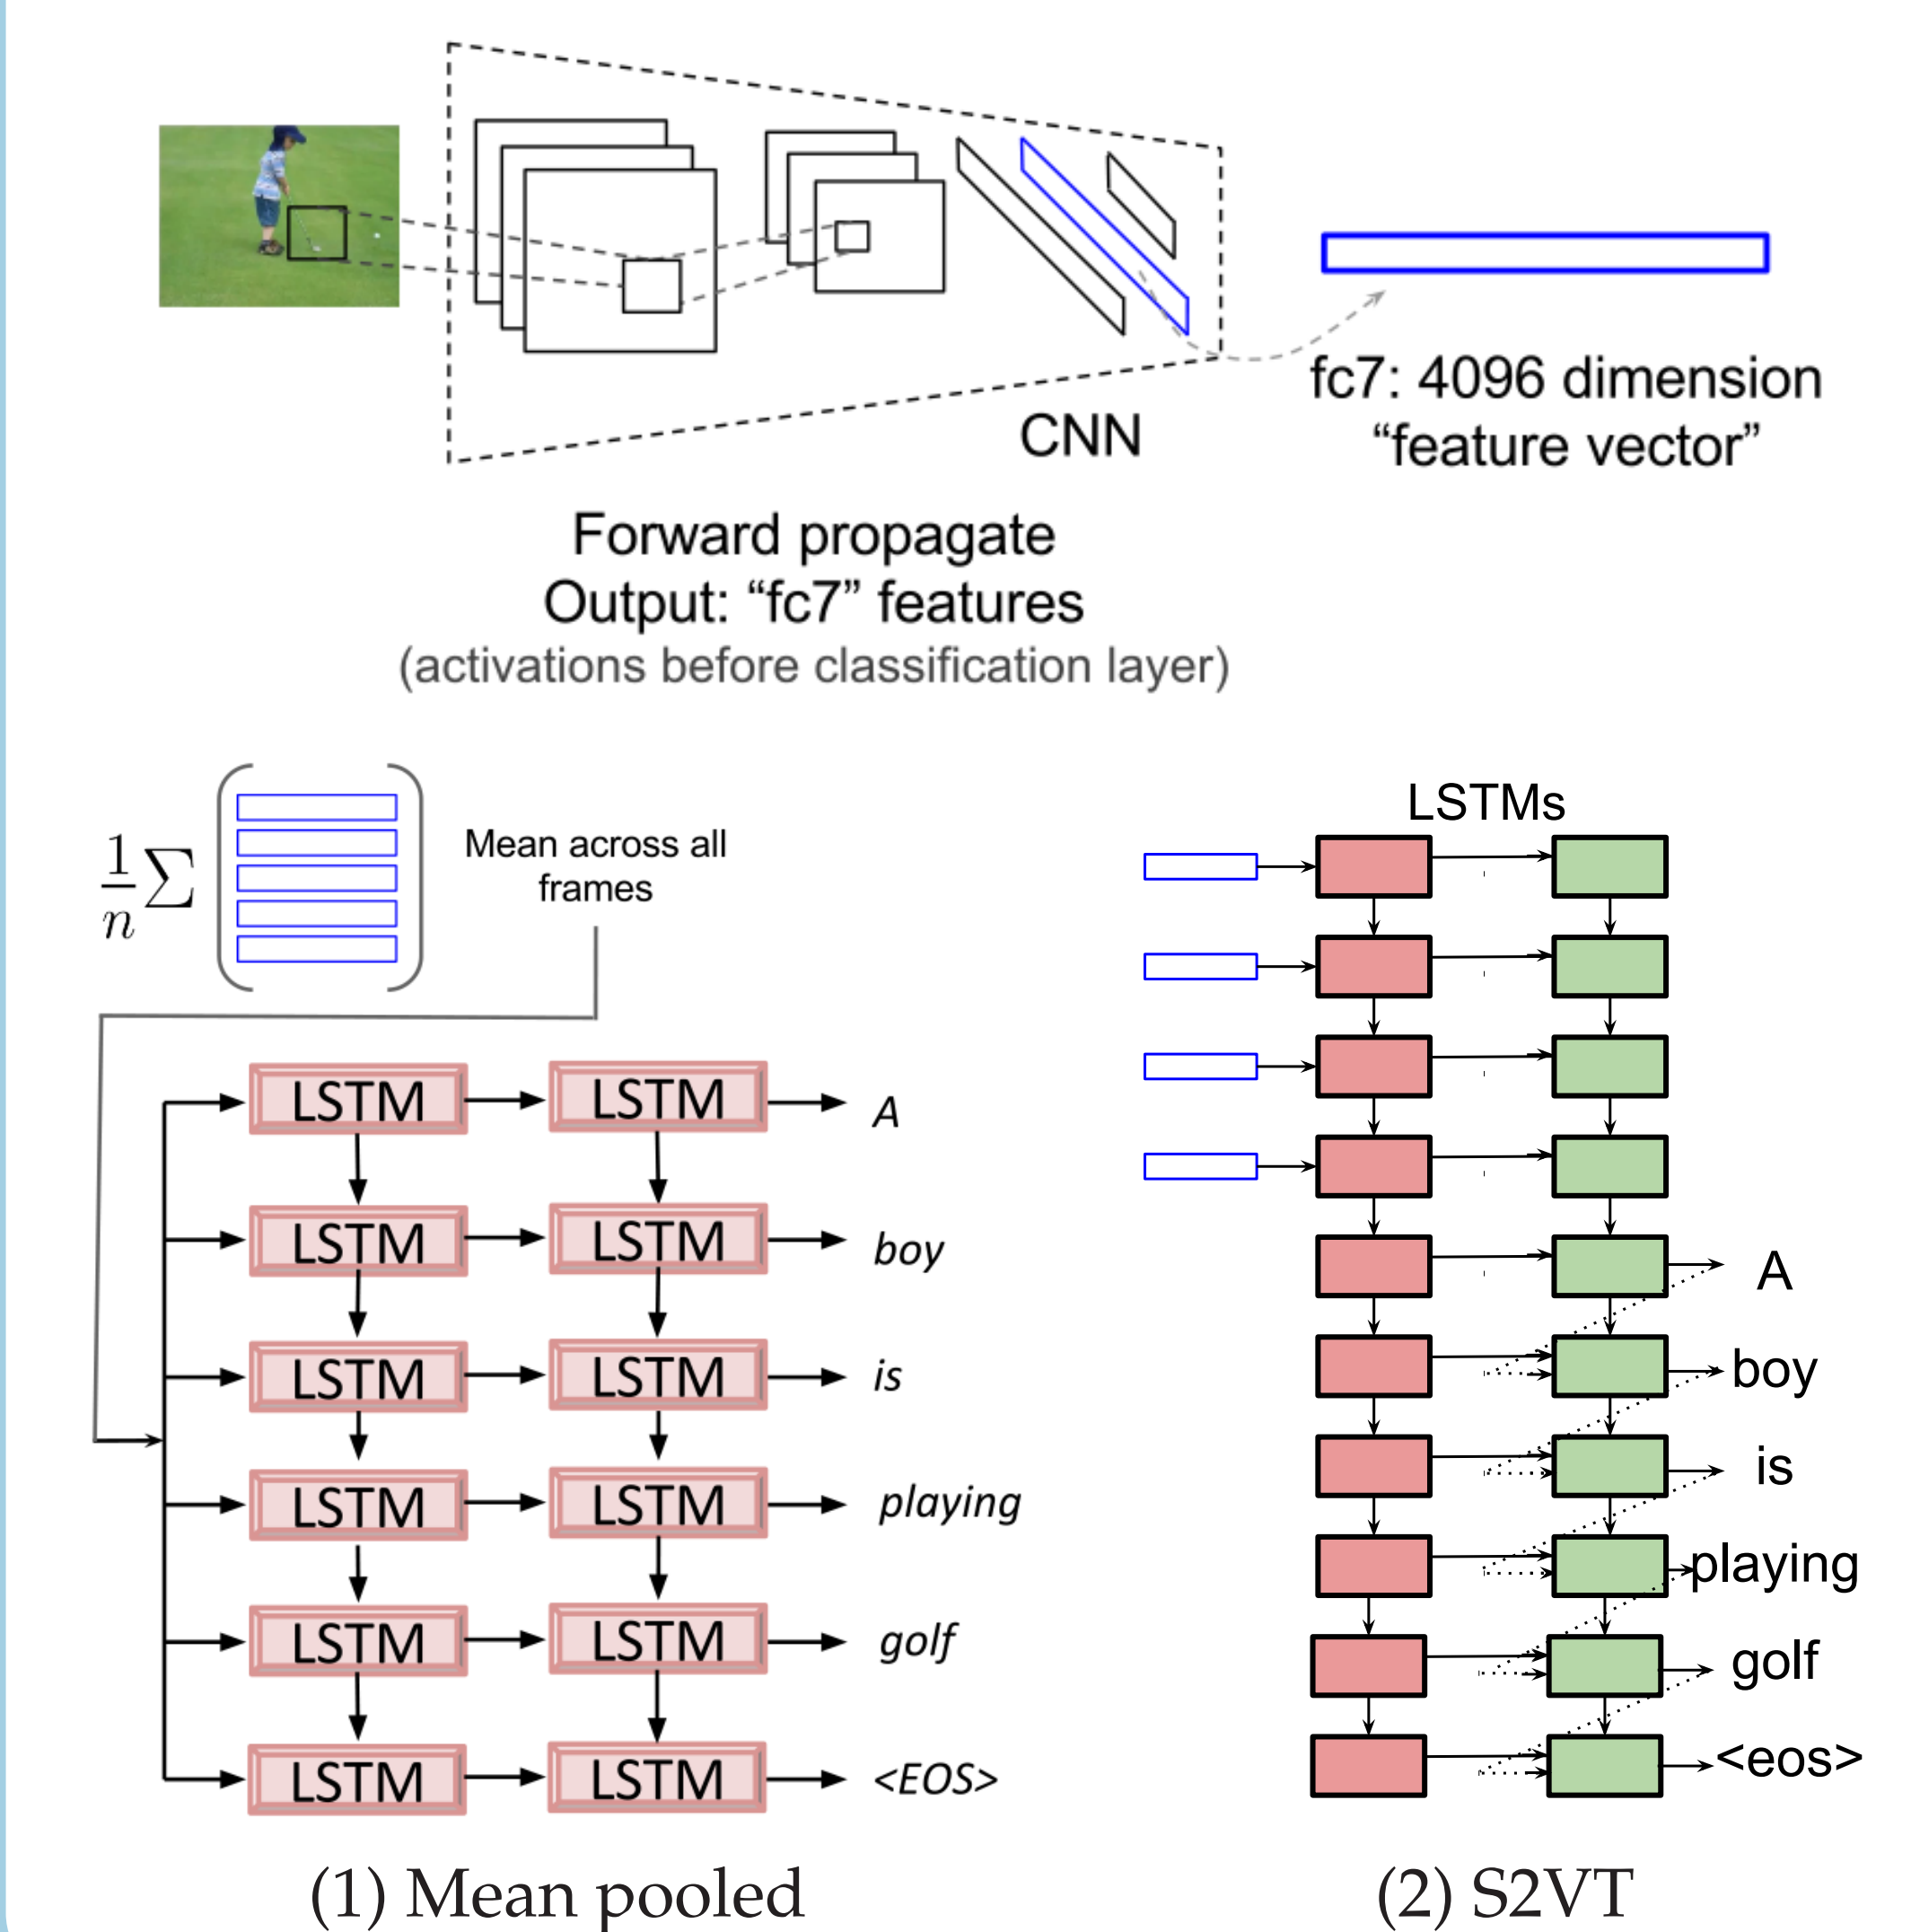 CNN
fc7: 4096 dimension
“feature vector”
Forward propagate
Output: “fc7” features
(activations before classification layer)
1
n
∑
Mean across all
frames
LSTM LSTM A
LSTM LSTM boy
LSTM LSTM is
LSTM LSTM playing
LSTM LSTM golf
LSTM LSTM <EOS>
(1) Mean pooled
LSTMs
A
boy
is
playing
golf
<eos>
(2) S2VT